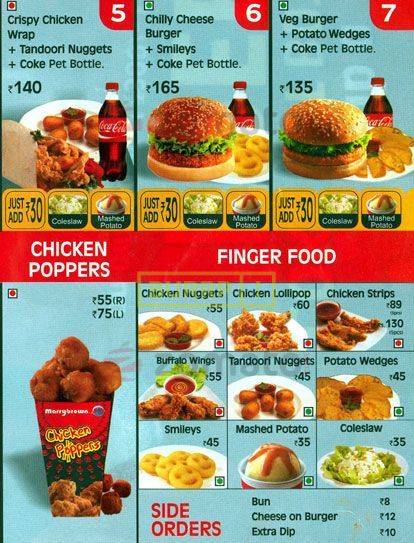 5
Crispy Chicken
Wrap
+ Tandoori Nuggets
+ Coke Pet Bottle.
₹140
JUST
ADD ₹30
Coleslaw
Mashed
Potato
6
Chilly Cheese
Burger
+ Smileys
+ Coke Pet Bottle.
₹165
JUST
ADD ₹30
Coleslaw
Mashed
Potato
7
Veg Burger
+ Potato Wedges
+ Coke Pet Bottle.
₹135
JUST
ADD ₹30
Coleslaw
Mashed
Potato
Coca-Cola
CHICKEN
POPPERS
₹55(R)
₹75(L)
Marrybrown
Chicken
Poppers
FINGER FOOD
Chicken Nuggets
₹55
Chicken Lollipop
₹60
Chicken Strips
₹89
(3pcs)
₹130
(5pcs)
Buffalo Wings
₹55
Tandoori Nuggets
₹45
Potato Wedges
₹45
Smileys
₹45
Mashed Potato
₹35
Coleslaw
₹35
SIDE
ORDERS
Bun ₹8
Cheese on Burger ₹12
Extra Dip ₹10